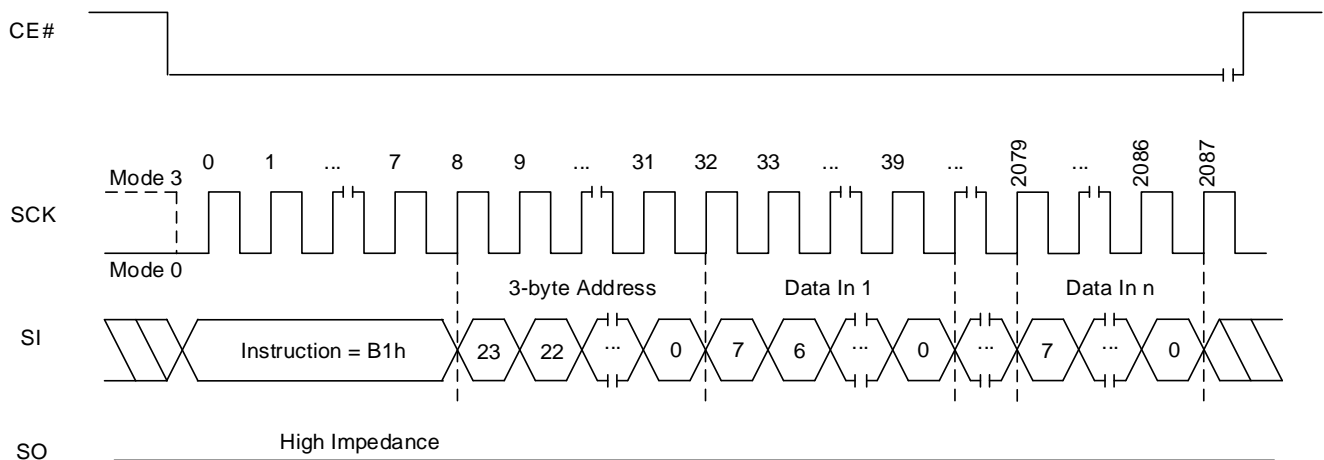 CE#
0 1 ... 7 8 9 ... 31 32 33 ... 39 ... 2079 ... 2086 2087
Mode 3
SCK
Mode 0
3-byte Address Data In 1 Data In n
SI
Instruction = B1h 23 22 ... 0 7 6 ... 0 ... 7 ... 0
High Impedance
SO